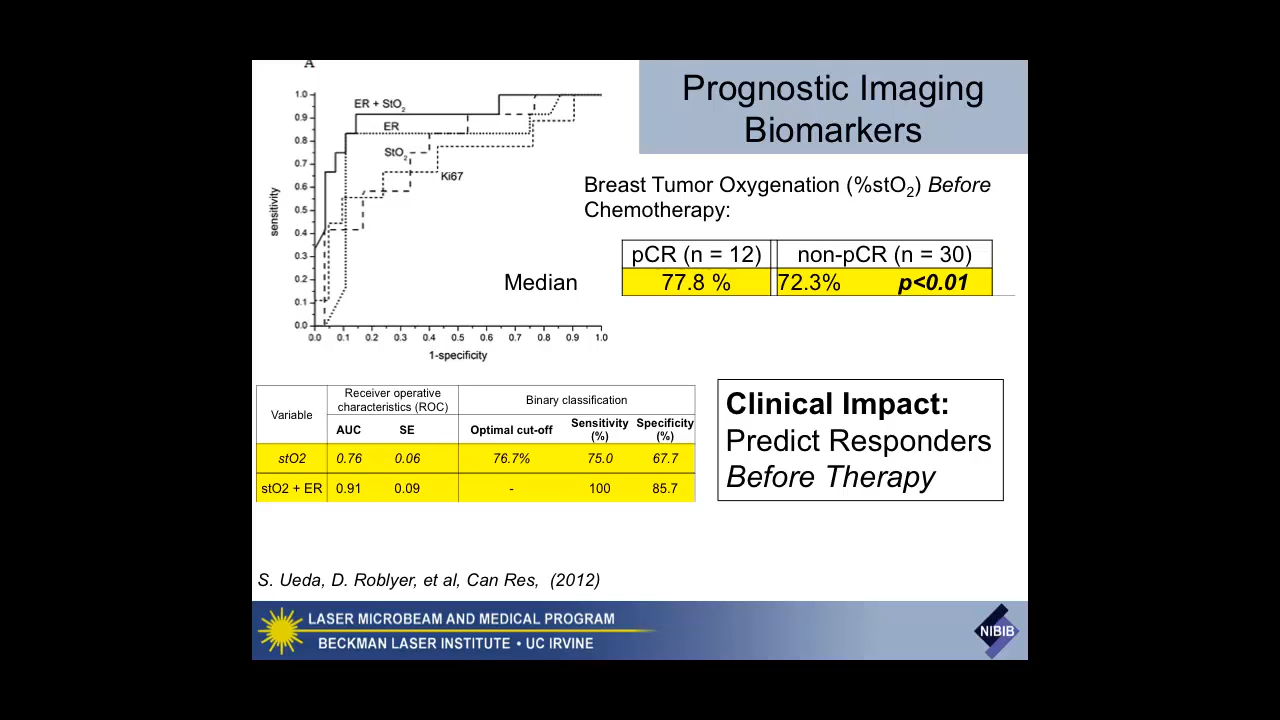 A
Prognostic Imaging
Biomarkers
1.0
0.9
0.8
0.7
0.6
0.5
0.4
0.3
0.2
0.1
0.0
sensitivity
ER + StO2
ER
StO2
Ki67
0.0 0.1 0.2 0.3 0.4 0.5 0.6 0.7 0.8 0.9 1.0
1-specificity
Breast Tumor Oxygenation (%stO2) Before
Chemotherapy:
pCR (n = 12) non-pCR (n = 30)
Median 77.8 % 72.3% p<0.01
Variable
Receiver operative
characteristics (ROC)
Binary classification
AUC SE Optimal cut-off Sensitivity (%) Specificity (%)
stO2 0.76 0.06 76.7% 75.0 67.7
stO2 + ER 0.91 0.09 - 100 85.7
Clinical Impact:
Predict Responders
Before Therapy
S. Ueda, D. Roblyer, et al, Can Res, (2012)
LASER MICROBEAM AND MEDICAL PROGRAM
BECKMAN LASER INSTITUTE • UC IRVINE
NIBIB